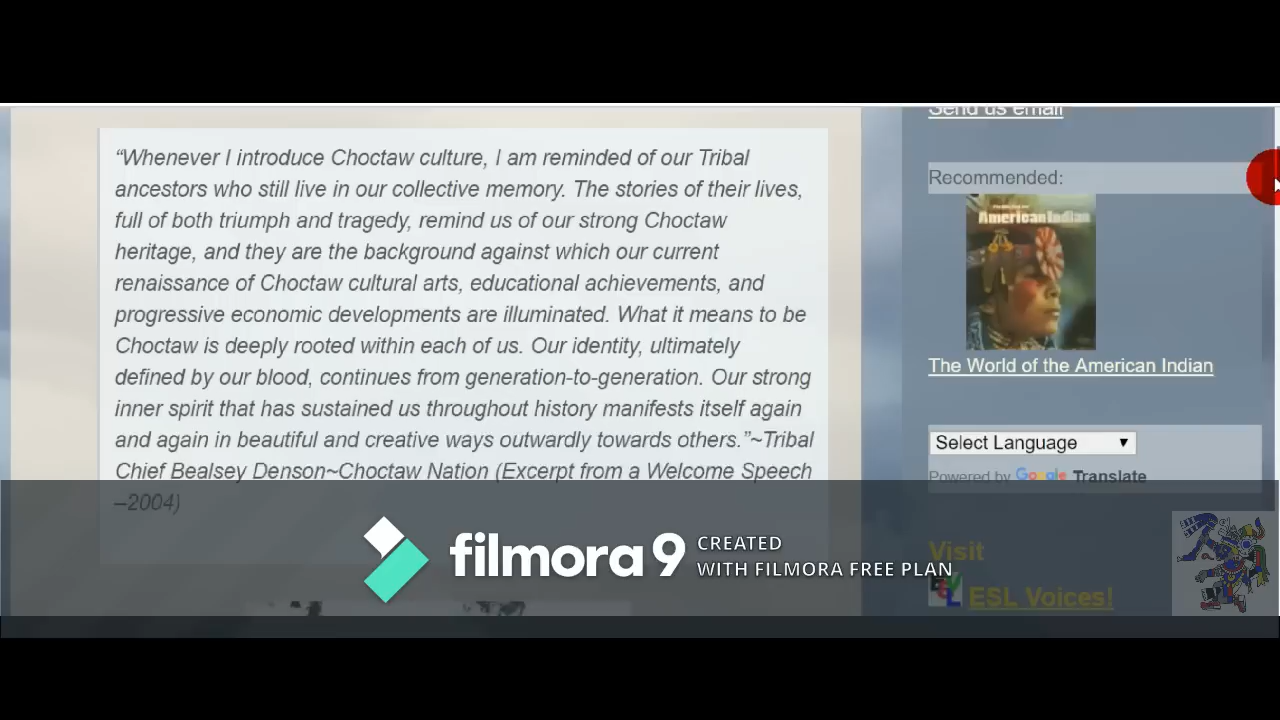 “Whenever I introduce Choctaw culture, I am reminded of our Tribal
ancestors who still live in our collective memory. The stories of their lives,
full of both triumph and tragedy, remind us of our strong Choctaw
heritage, and they are the background against which our current
renaissance of Choctaw cultural arts, educational achievements, and
progressive economic developments are illuminated. What it means to be
Choctaw is deeply rooted within each of us. Our identity, ultimately
defined by our blood, continues from generation-to-generation. Our strong
inner spirit that has sustained us throughout history manifests itself again
and again in beautiful and creative ways outwardly towards others.”~Tribal
Chief Bealsey Denson~Choctaw Nation (Excerpt from a Welcome Speech
–2004)
Send us email
Recommended:
American Indian
The World of the American Indian
Select Language
Powered by Google Translate
Visit
ESL Voices!
filmora9
CREATED
WITH FILMORA FREE PLAN